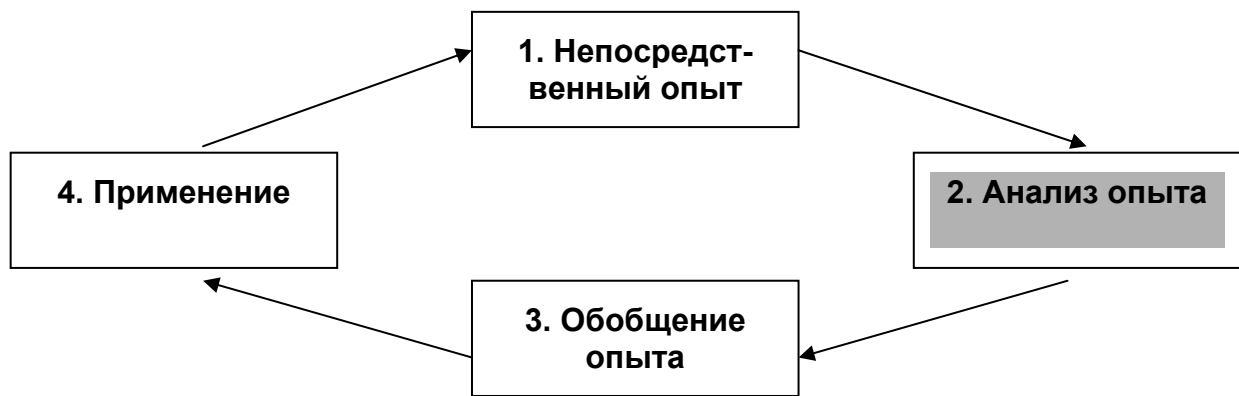 1. Непосредст-
венный опыт
2. Анализ опыта
3. Обобщение
опыта
4. Применение